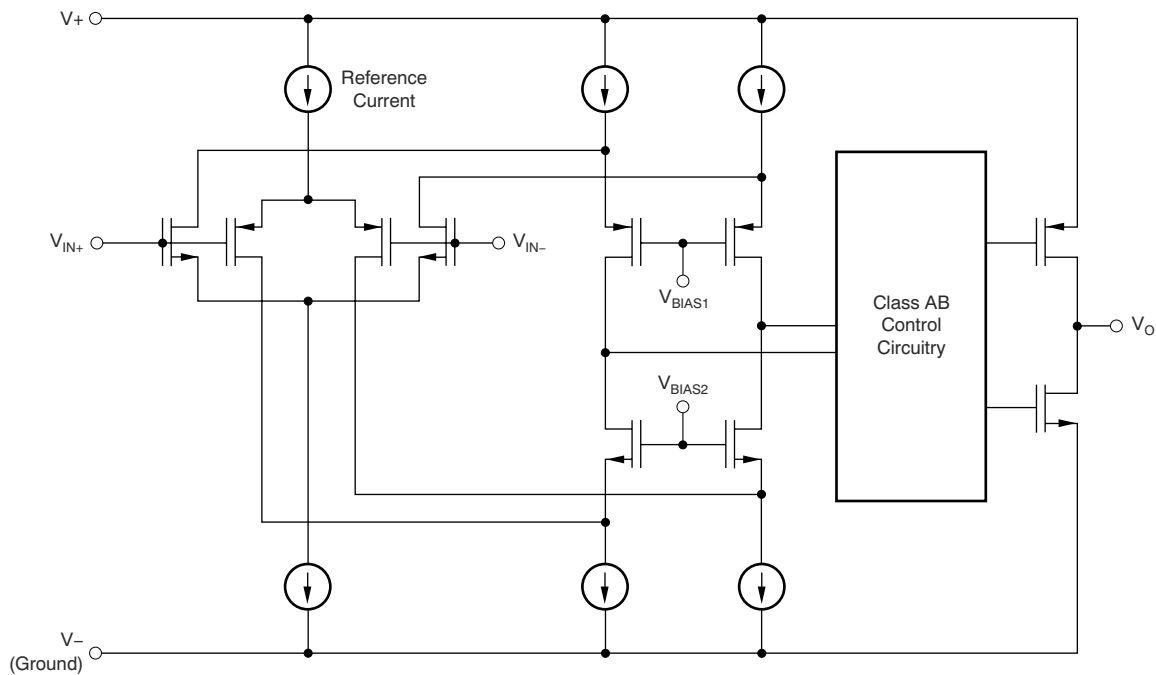 V+
Reference
Current
V_IN+
V_IN−
V_BIAS1
Class AB
Control
Circuitry
V_O
V_BIAS2
V−
(Ground)